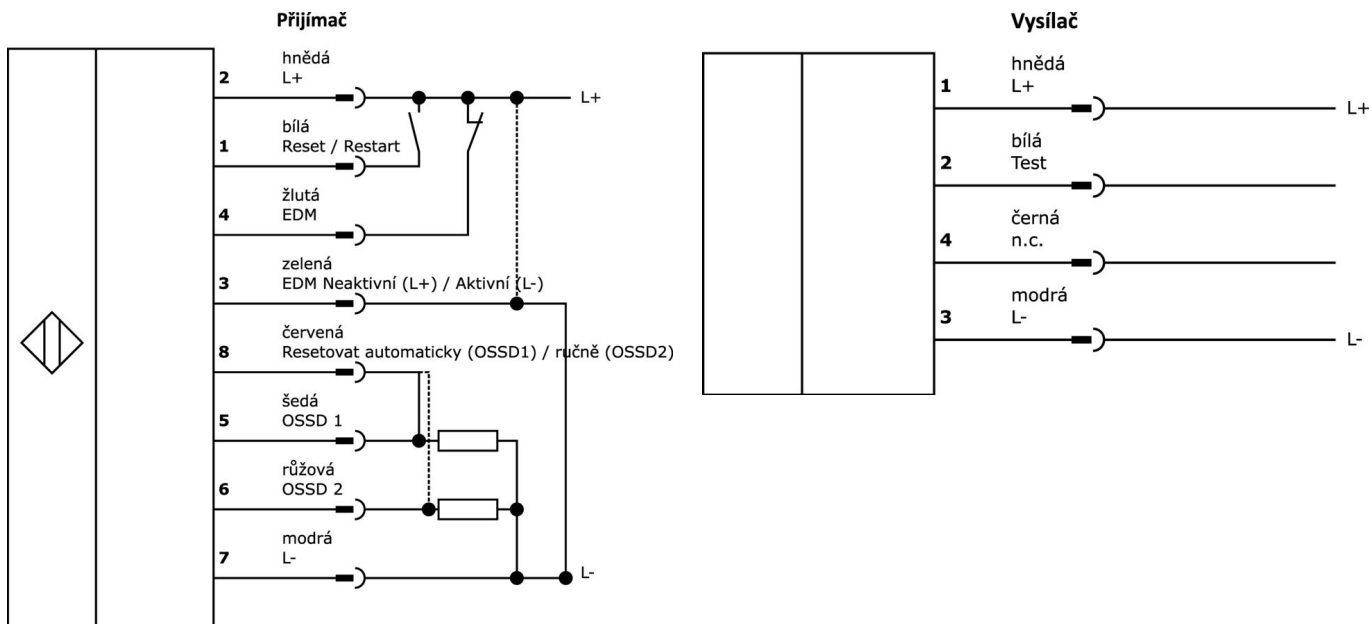 Přijímač
hnědá
2 L+
L+
bílá
1 Reset / Restart
žlutá
4 EDM
zelená
3 EDM Neaktivní (L+) / Aktivní (L-)
červená
8 Resetovat automaticky (OSSD1) / ručně (OSSD2)
šedá
5 OSSD 1
růžová
6 OSSD 2
modrá
7 L-
L-
Vysílač
hnědá
1 L+
L+
bílá
2 Test
černá
4 n.c.
modrá
3 L-
L-